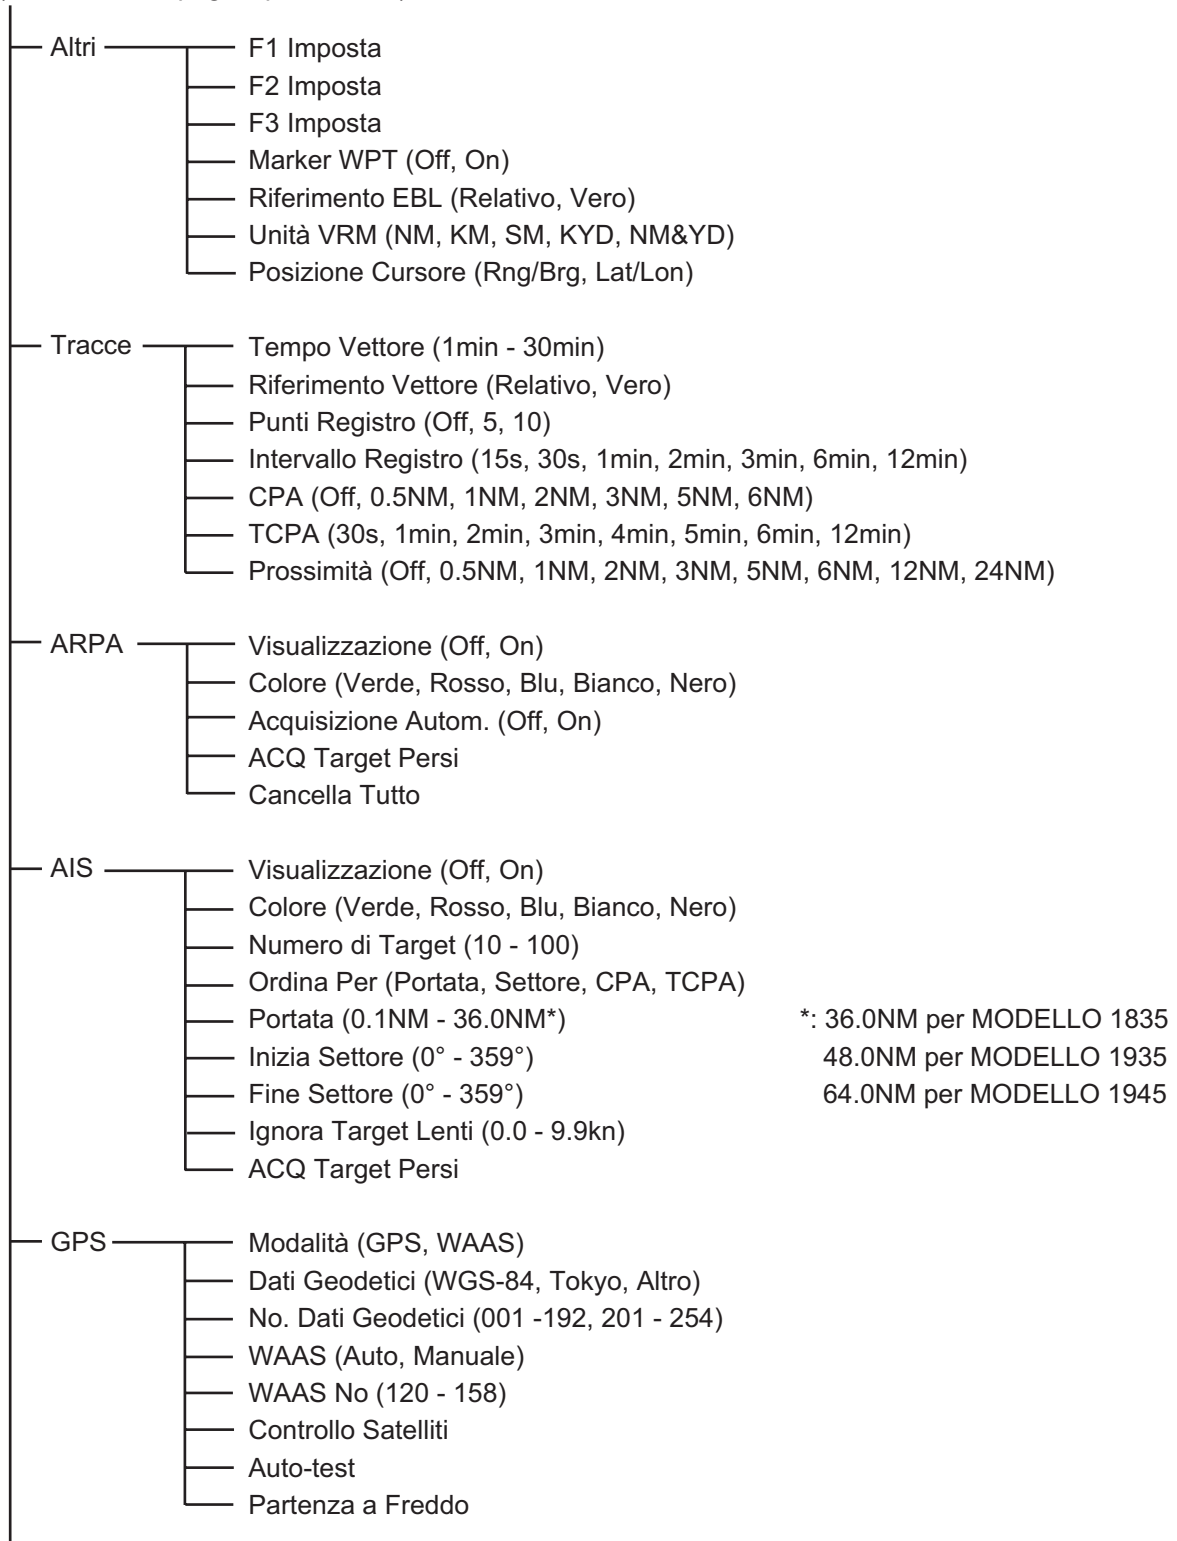 Altri
F1 Imposta
F2 Imposta
F3 Imposta
Marker WPT (Off, On)
Riferimento EBL (Relativo, Vero)
Unità VRM (NM, KM, SM, KYD, NM&YD)
Posizione Cursore (Rng/Brg, Lat/Lon)
Tracce
Tempo Vettore (1min - 30min)
Riferimento Vettore (Relativo, Vero)
Punti Registro (Off, 5, 10)
Intervallo Registro (15s, 30s, 1min, 2min, 3min, 6min, 12min)
CPA (Off, 0.5NM, 1NM, 2NM, 3NM, 5NM, 6NM)
TCPA (30s, 1min, 2min, 3min, 4min, 5min, 6min, 12min)
Prossimità (Off, 0.5NM, 1NM, 2NM, 3NM, 5NM, 6NM, 12NM, 24NM)
ARPA
Visualizzazione (Off, On)
Colore (Verde, Rosso, Blu, Bianco, Nero)
Acquisizione Autom. (Off, On)
ACQ Target Persi
Cancella Tutto
AIS
Visualizzazione (Off, On)
Colore (Verde, Rosso, Blu, Bianco, Nero)
Numero di Target (10 - 100)
Ordina Per (Portata, Settore, CPA, TCPA)
Portata (0.1NM - 36.0NM*) *: 36.0NM per MODELLO 1835
Inizia Settore (0° - 359°) 48.0NM per MODELLO 1935
Fine Settore (0° - 359°) 64.0NM per MODELLO 1945
Ignora Target Lenti (0.0 - 9.9kn)
ACQ Target Persi
GPS
Modalità (GPS, WAAS)
Dati Geodetici (WGS-84, Tokyo, Altro)
No. Dati Geodetici (001 -192, 201 - 254)
WAAS (Auto, Manuale)
WAAS No (120 - 158)
Controllo Satelliti
Auto-test
Partenza a Freddo